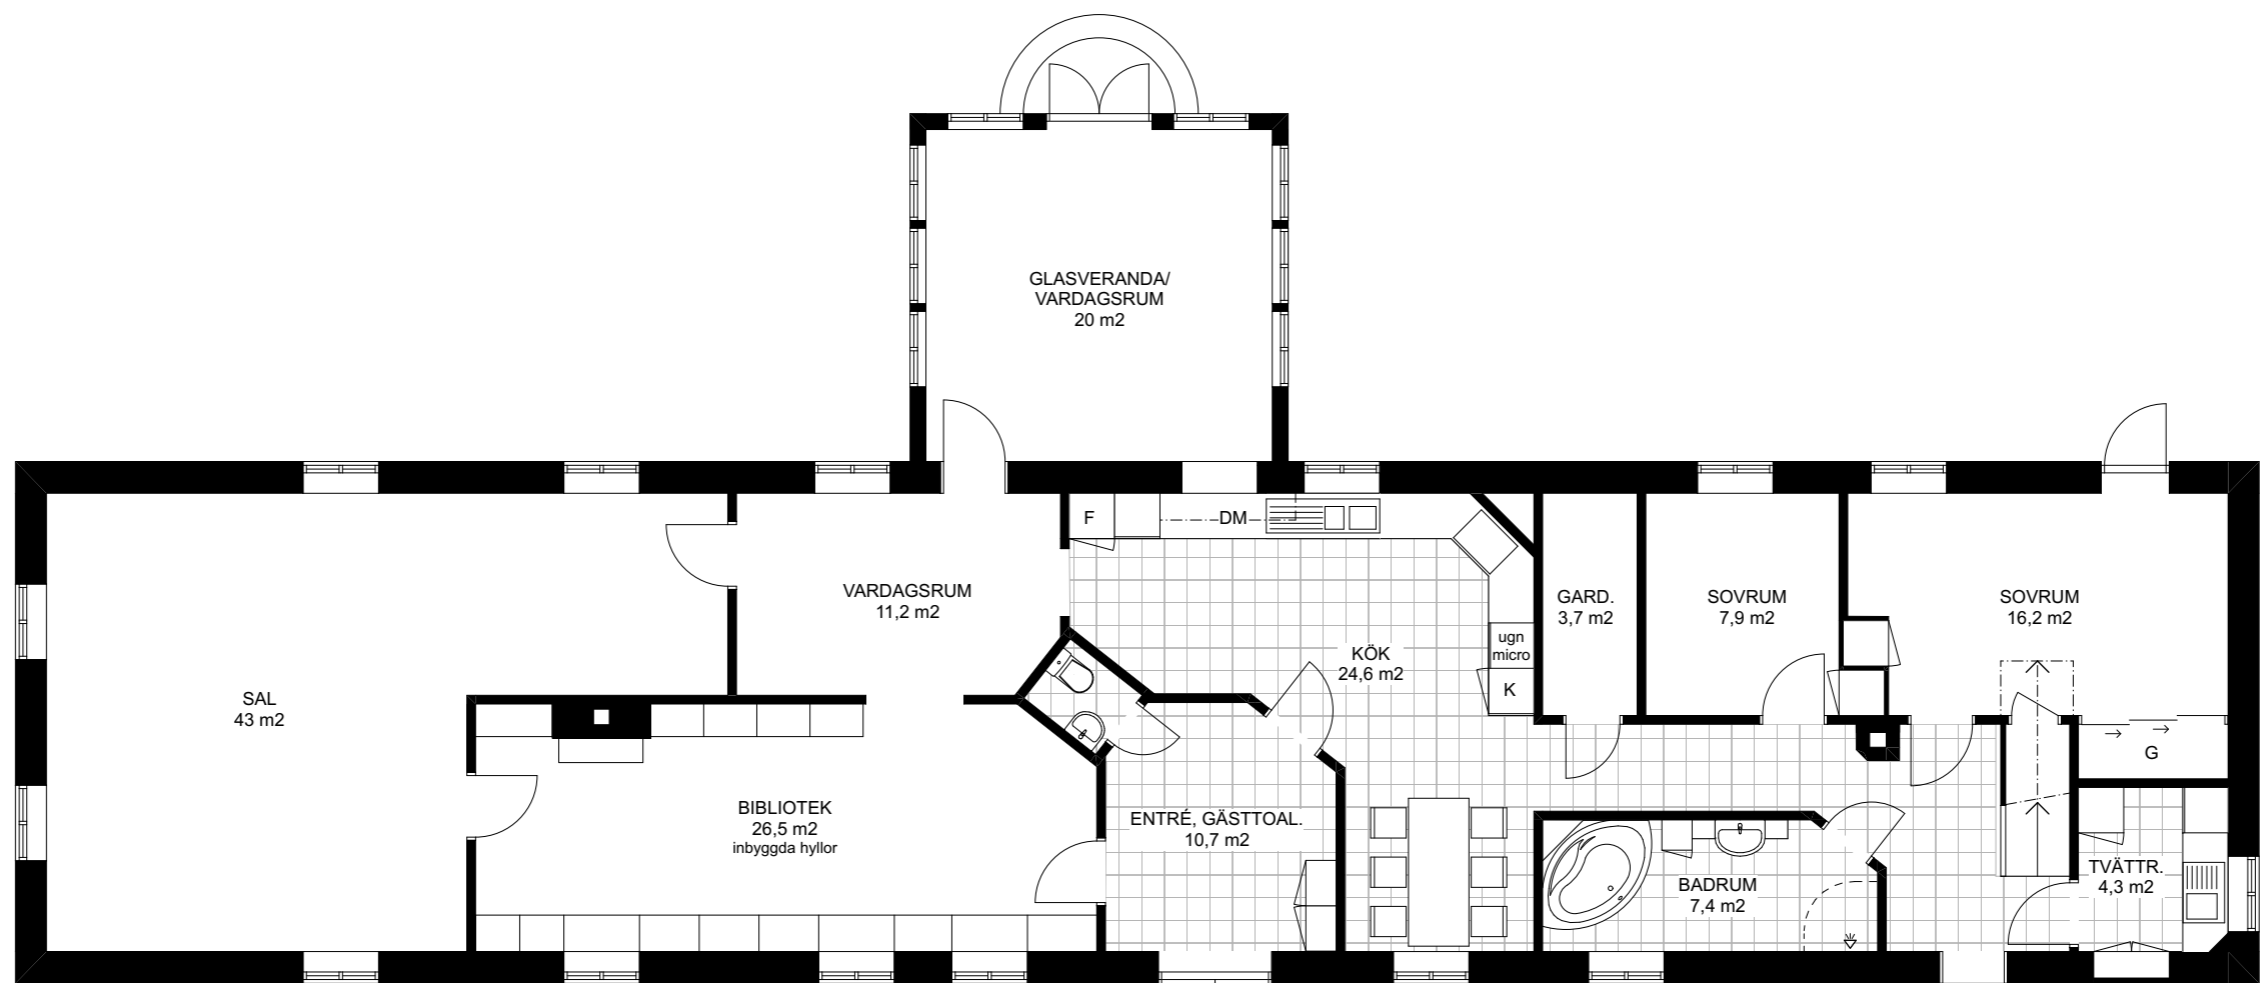 GLASVERANDA/
VARDAGSRUM
20 m2
F
DM
VARDAGSRUM
11,2 m2
GARD.
3,7 m2
SOVRUM
7,9 m2
SOVRUM
16,2 m2
ugn
micro
KÖK
24,6 m2
K
SAL
43 m2
G
BIBLIOTEK
26,5 m2
inbyggda hyllor
ENTRÉ, GÄSTTOAL.
10,7 m2
BADRUM
7,4 m2
TVÄTTR.
4,3 m2